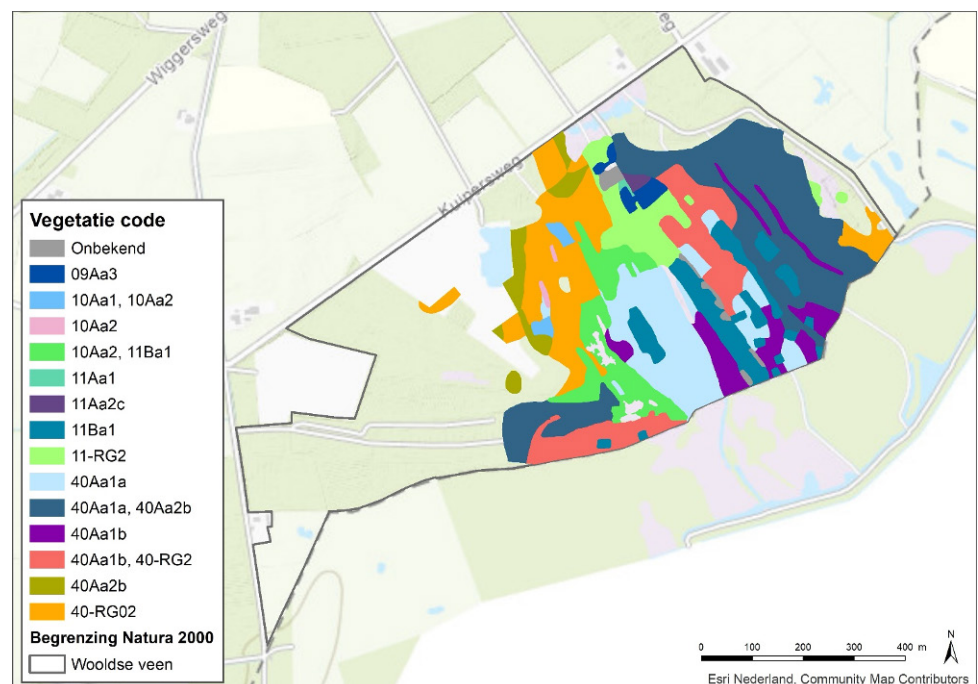 Wiggersweg
weg
Kuipersweg
Vegetatie code
Onbekend
09Aa3
10Aa1, 10Aa2
10Aa2
10Aa2, 11Ba1
11Aa1
11Aa2c
11Ba1
11-RG2
40Aa1a
40Aa1a, 40Aa2b
40Aa1b
40Aa1b, 40-RG2
40Aa2b
40-RG02
Begrenzing Natura 2000
Wooldse veen
N
0 100 200 300 400 m
Esri Nederland, Community Map Contributors